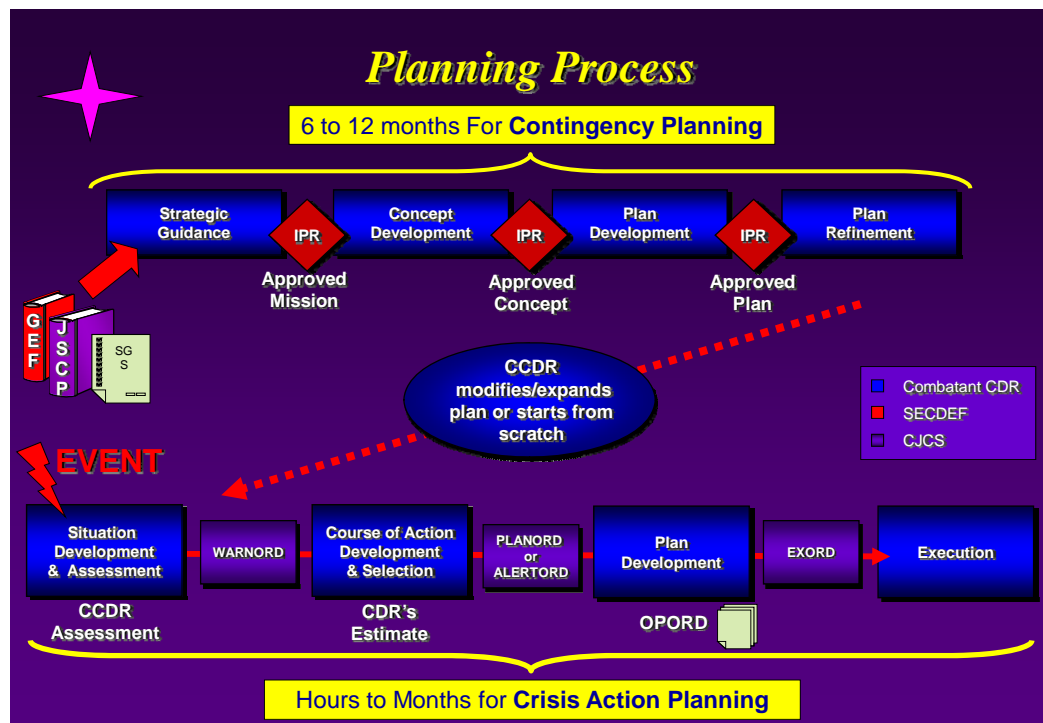 Planning Process
6 to 12 months For Contingency Planning
Strategic
Guidance
IPR
Concept
Development
IPR
Plan
Development
IPR
Plan
Refinement
Approved
Mission
Approved
Concept
Approved
Plan
GEF
JSCP
SG
S
CCDR
modifies/expands
plan or starts from
scratch
Combatant CDR
SECDEF
CJCS
EVENT
Situation
Development
& Assessment
WARNORD
Course of Action
Development
& Selection
PLANORD
or
ALERTORD
Plan
Development
EXORD
Execution
CCDR
Assessment
CDR's
Estimate
OPORD
Hours to Months for Crisis Action Planning